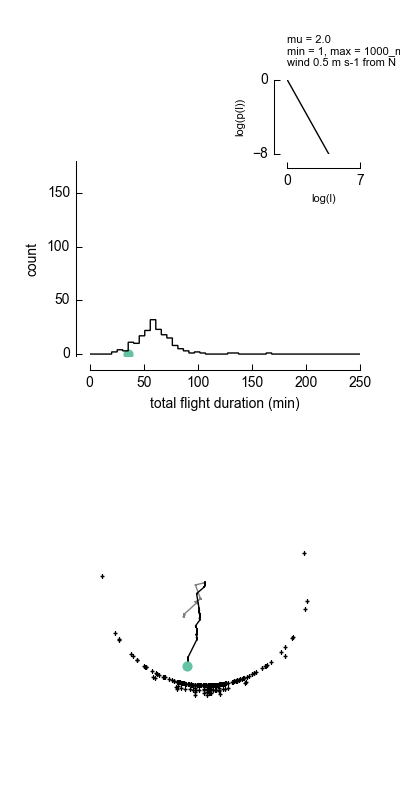 mu = 2.0
min = 1, max = 1000_m
wind 0.5 m s-1 from N
0
log(p(l))
−8
0 7
log(l)
150
100
count
50
0
0 50 100 150 200 250
total flight duration (min)